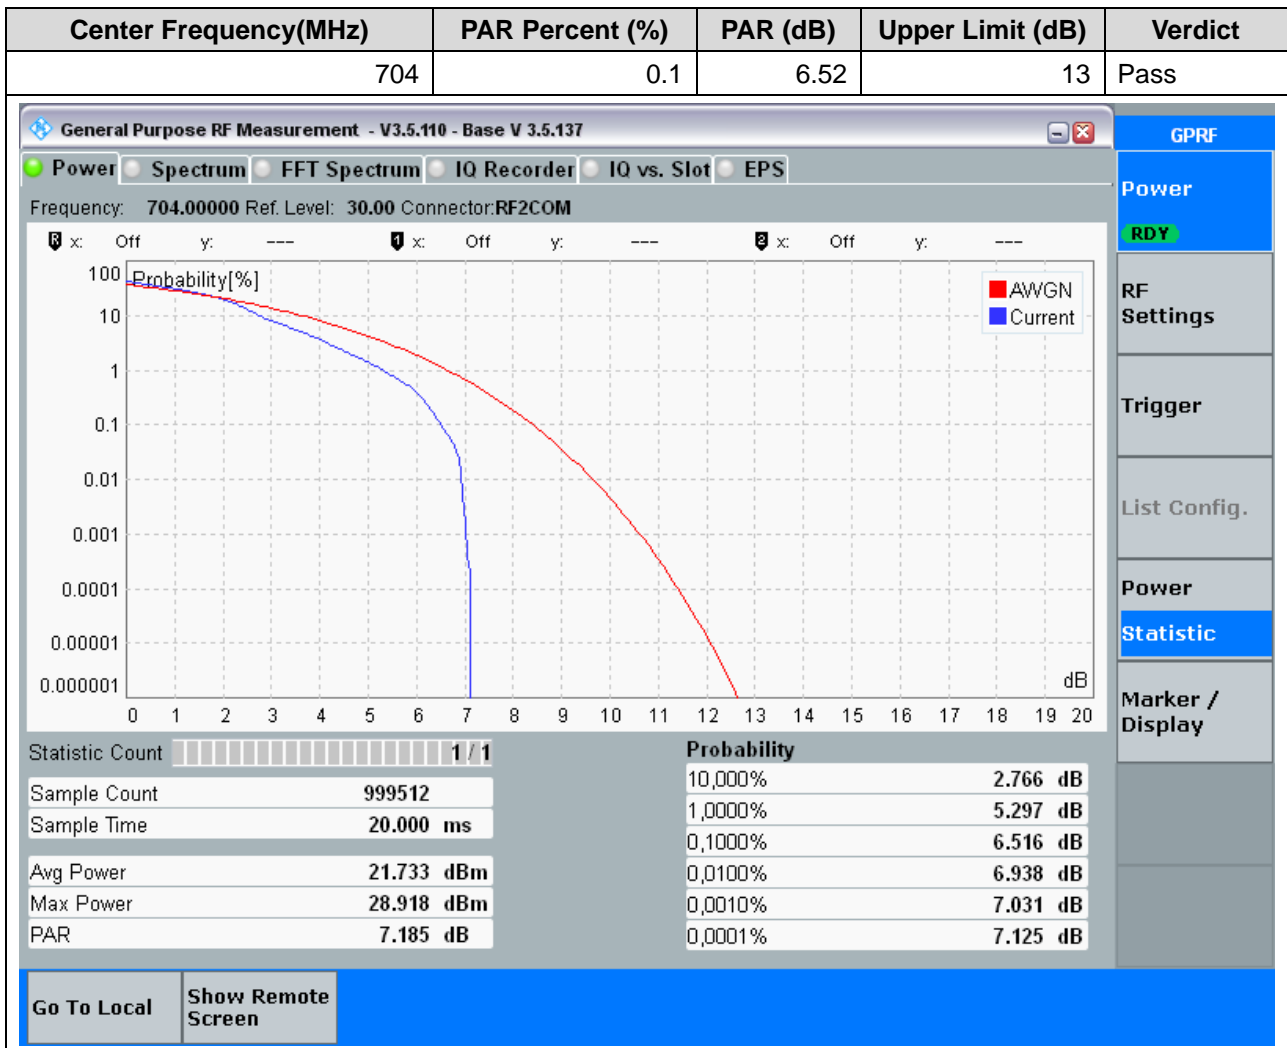 Center Frequency(MHz) PAR Percent (%) PAR (dB) Upper Limit (dB) Verdict
704 0.1 6.52 13 Pass
General Purpose RF Measurement - V3.5.110 - Base V 3.5.137
GPRF
Power Spectrum FFT Spectrum IQ Recorder IQ vs. Slot EPS
Power
RDY
Frequency: 704.00000 Ref. Level: 30.00 Connector:RF2COM
R x: Off y: --- 1 x: Off y: --- 2 x: Off y: ---
Probability[%]
AWGN
Current
100
10
1
0.1
0.01
0.001
0.0001
0.00001
0.000001
dB
0 1 2 3 4 5 6 7 8 9 10 11 12 13 14 15 16 17 18 19 20
RF
Settings
Trigger
List Config.
Power
Statistic
Marker /
Display
Statistic Count 1 / 1
Sample Count 999512
Sample Time 20.000 ms
Avg Power 21.733 dBm
Max Power 28.918 dBm
PAR 7.185 dB
Probability
10,000% 2.766 dB
1,0000% 5.297 dB
0,1000% 6.516 dB
0,0100% 6.938 dB
0,0010% 7.031 dB
0,0001% 7.125 dB
Go To Local
Show Remote
Screen